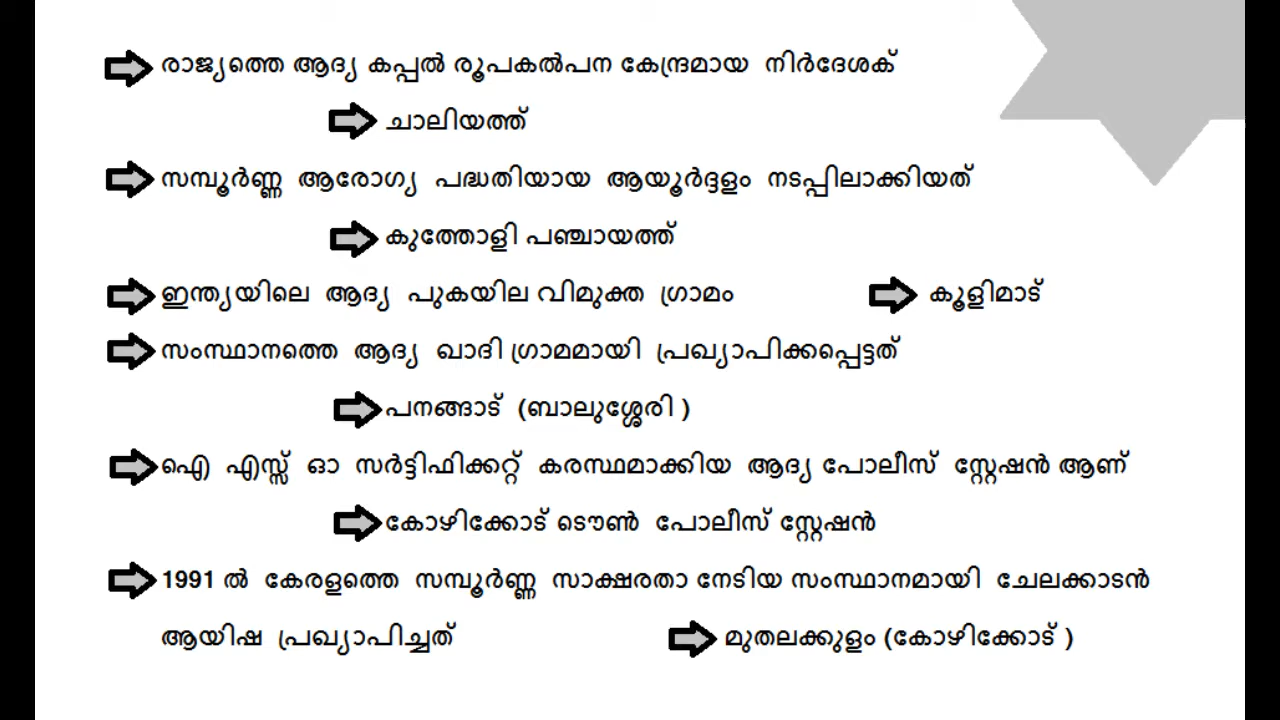 രാജ്യത്തെ ആദ്യ കപ്പൽ രൂപകൽപന കേന്ദ്രമായ നിർദേശക്
ചാലിയത്ത്
സമ്പൂർണ്ണ ആരോഗ്യ പദ്ധതിയായ ആയൂർദ്ദളം നടപ്പിലാക്കിയത്
കുത്തോളി പഞ്ചായത്ത്
ഇന്ത്യയിലെ ആദ്യ പുകയില വിമുക്ത ഗ്രാമം കൂളിമാട്
സംസ്ഥാനത്തെ ആദ്യ ഖാദി ഗ്രാമമായി പ്രഖ്യാപിക്കപ്പെട്ടത്
പനങ്ങാട് (ബാലുശ്ശേരി )
ഐ എസ്സ് ഓ സർട്ടിഫിക്കറ്റ് കരസ്ഥമാക്കിയ ആദ്യ പോലീസ് സ്റ്റേഷൻ ആണ്
കോഴിക്കോട് ടൌൺ പോലീസ് സ്റ്റേഷൻ
1991 ൽ കേരളത്തെ സമ്പൂർണ്ണ സാക്ഷരതാ നേടിയ സംസ്ഥാനമായി ചേലക്കാടൻ
ആയിഷ പ്രഖ്യാപിച്ചത് മുതലക്കുളം (കോഴിക്കോട് )